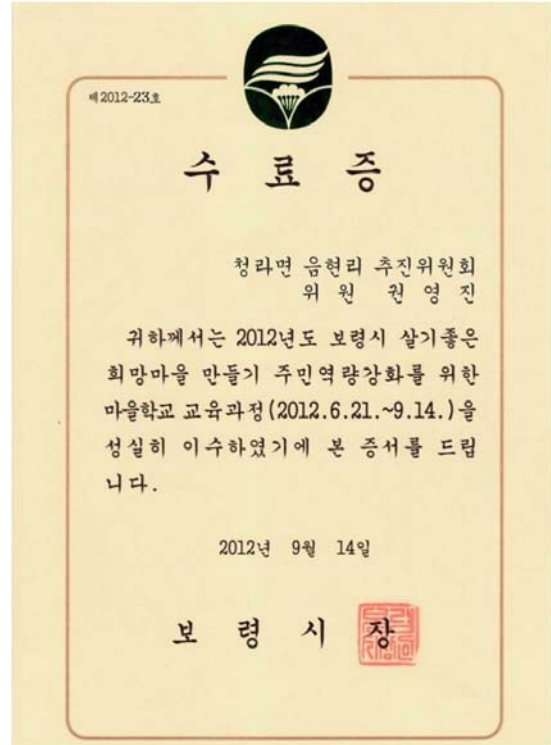 제2012-23호
수 료 증
청라면 음현리 추진위원회
위 원 권 영 진
귀하께서는 2012년도 보령시 살기좋은
희망마을 만들기 주민역량강화를 위한
마을학교 교육과정(2012.6.21.~9.14.)을
성실히 이수하였기에 본 증서를 드립
니다.
2012년 9월 14일
보 령 시 장